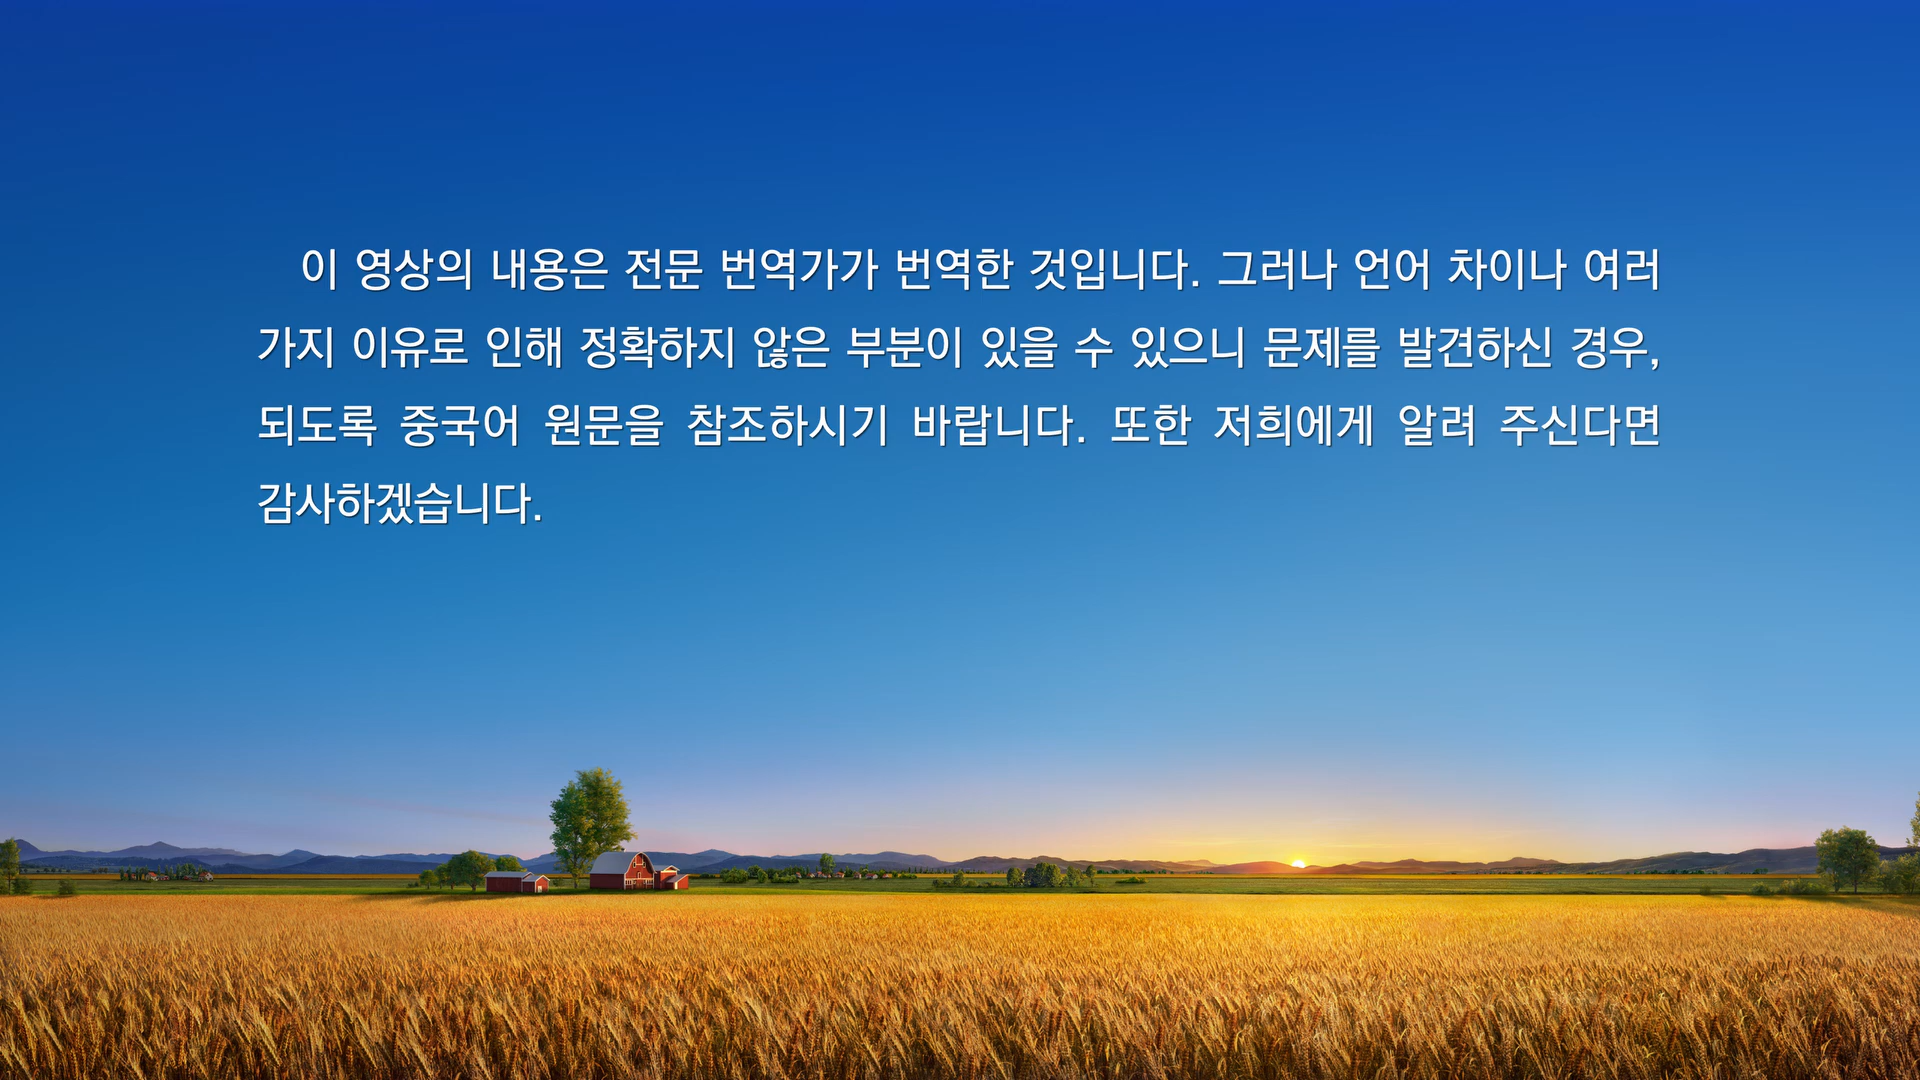 이 영상의 내용은 전문 번역가가 번역한 것입니다. 그러나 언어 차이나 여러
가지 이유로 인해 정확하지 않은 부분이 있을 수 있으니 문제를 발견하신 경우,
되도록 중국어 원문을 참조하시기 바랍니다. 또한 저희에게 알려 주신다면
감사하겠습니다.